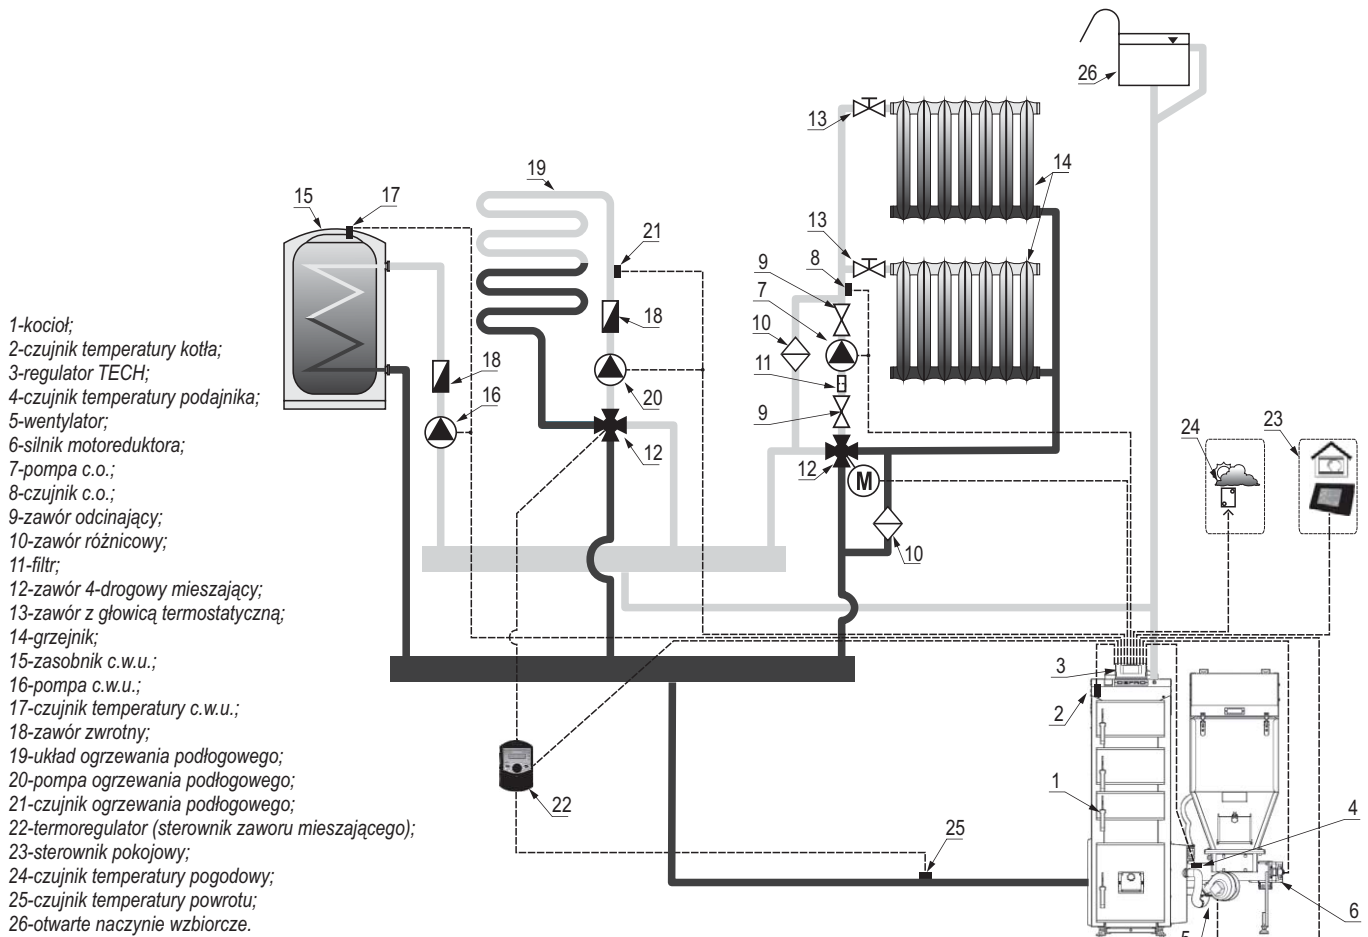 26
13
14
19
15
17
13
21
9
8
7
10
18
11
18
20
16
9
12
12
M
10
24
23
1-kocioł;
2-czujnik temperatury kotła;
3-regulator TECH;
4-czujnik temperatury podajnika;
5-wentylator;
6-silnik motoreduktora;
7-pompa c.o.;
8-czujnik c.o.;
9-zawór odcinający;
10-zawór różnicowy;
11-filtr;
12-zawór 4-drogowy mieszający;
13-zawór z głowicą termostatyczną;
14-grzejnik;
15-zasobnik c.w.u.;
16-pompa c.w.u.;
17-czujnik temperatury c.w.u.;
18-zawór zwrotny;
19-układ ogrzewania podłogowego;
20-pompa ogrzewania podłogowego;
21-czujnik ogrzewania podłogowego;
22-termoregulator (sterownik zaworu mieszającego);
23-sterownik pokojowy;
24-czujnik temperatury pogodowy;
25-czujnik temperatury powrotu;
26-otwarte naczynie wzbiorcze.
3
DEFRO
2
1
22
25
4
6
5